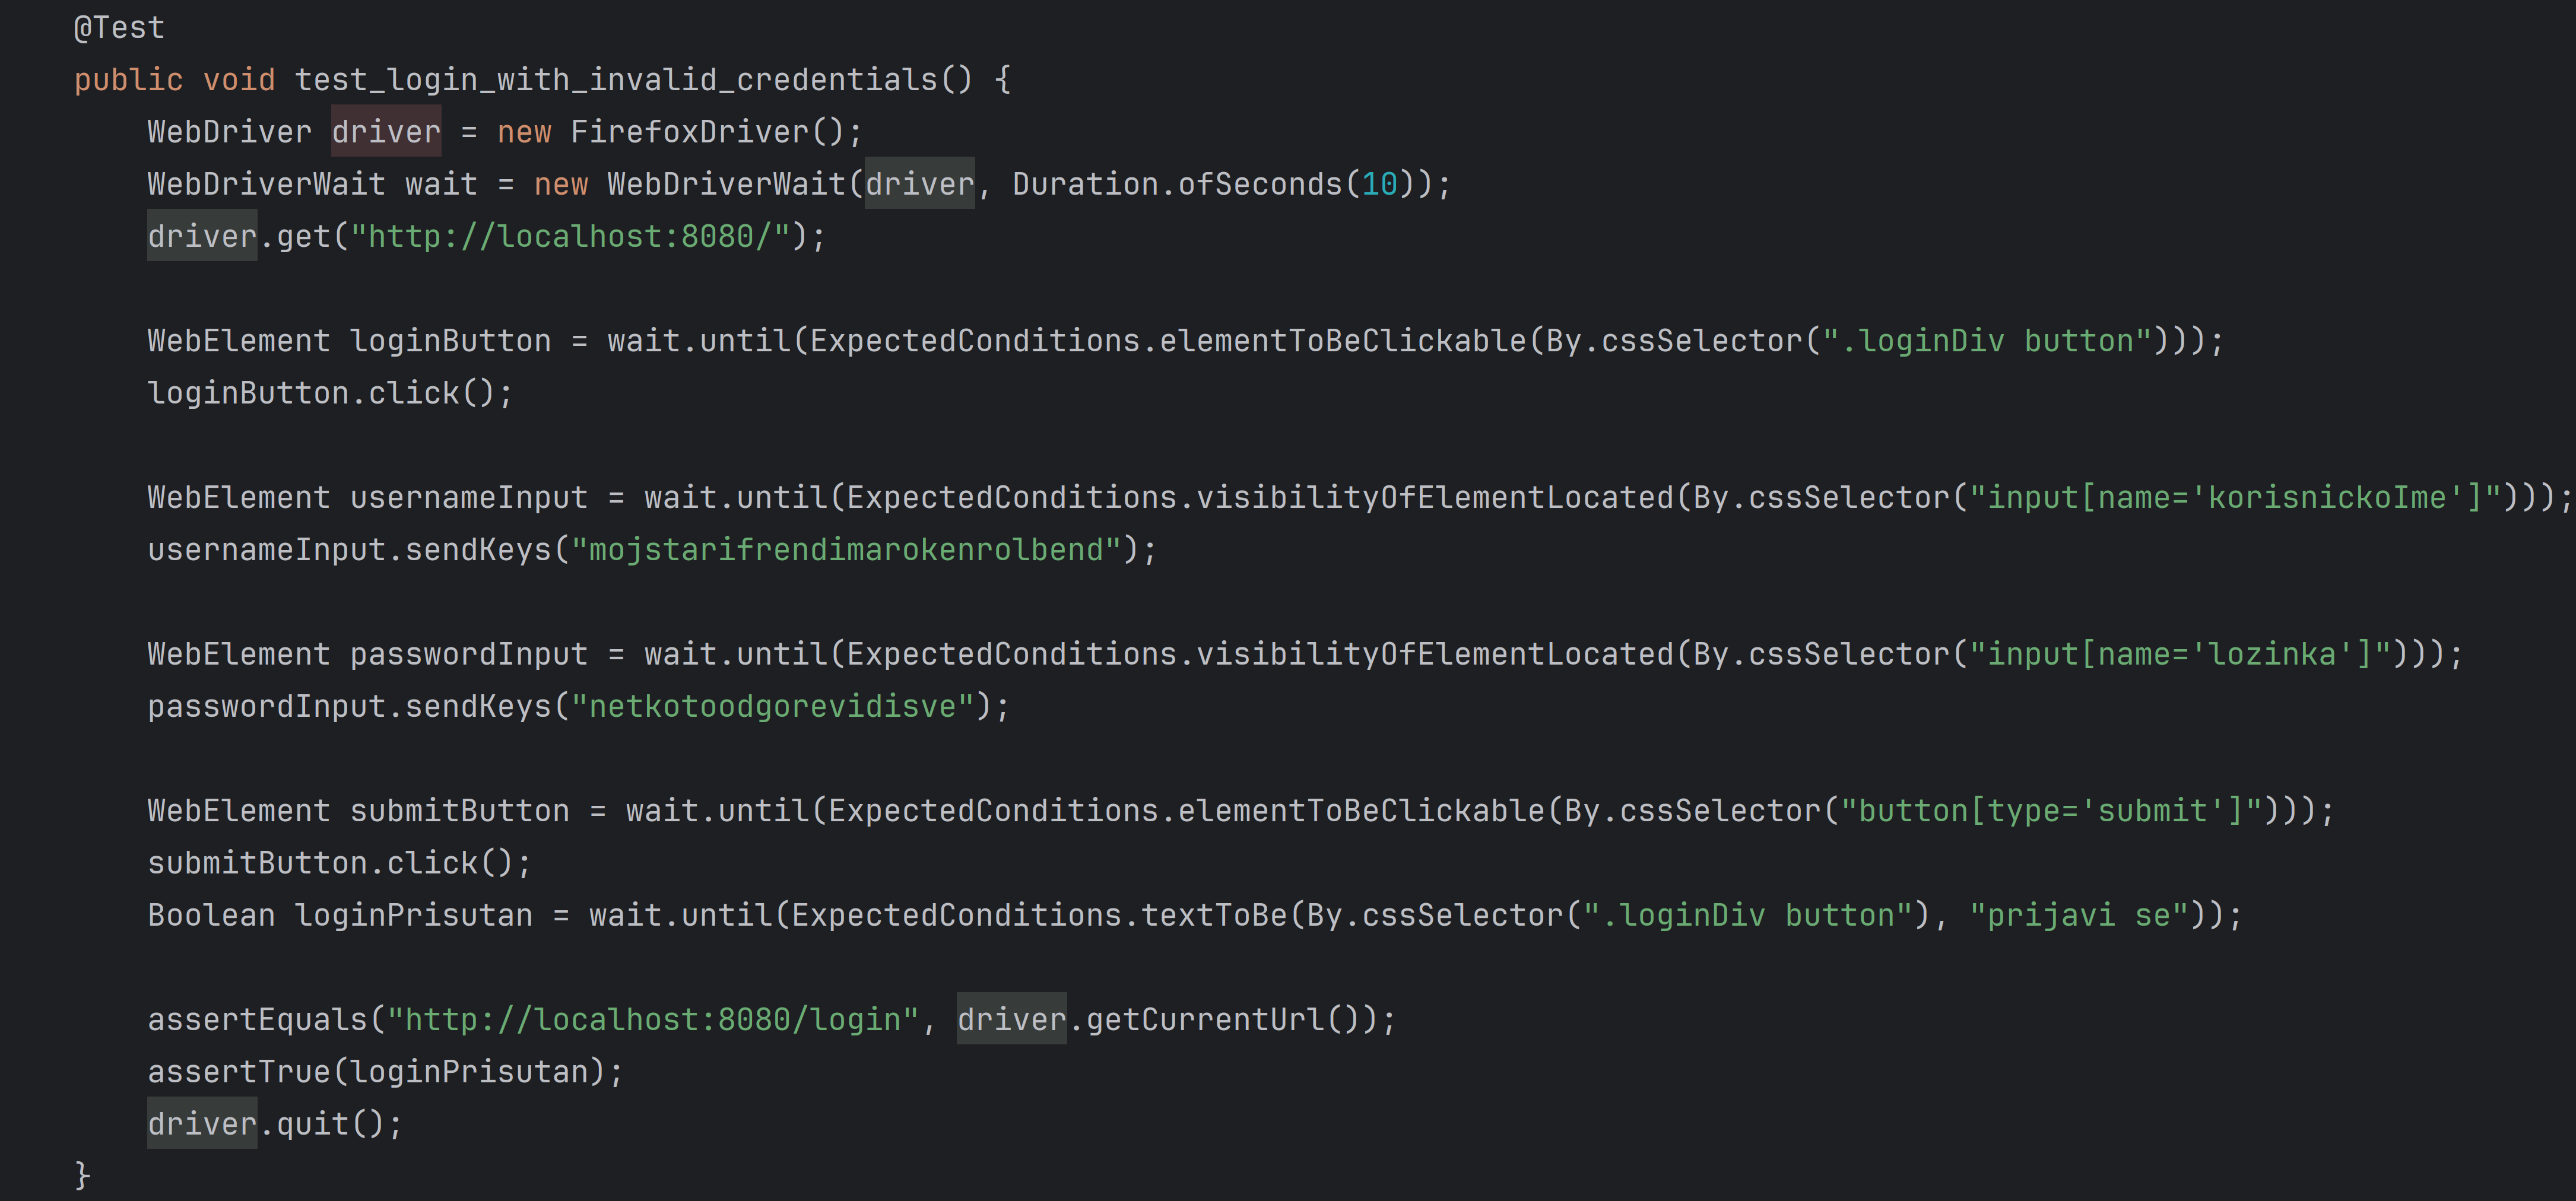 @Test
public void test_login_with_invalid_credentials() {
WebDriver driver = new FirefoxDriver();
WebDriverWait wait = new WebDriverWait(driver, Duration.ofSeconds(10));
driver.get("http://localhost:8080/");
WebElement loginButton = wait.until(ExpectedConditions.elementToBeClickable(By.cssSelector(".loginDiv button")));
loginButton.click();
WebElement usernameInput = wait.until(ExpectedConditions.visibilityOfElementLocated(By.cssSelector("input[name='korisnickoIme']")));
usernameInput.sendKeys("mojstarifrendimarokenrolbend");
WebElement passwordInput = wait.until(ExpectedConditions.visibilityOfElementLocated(By.cssSelector("input[name='lozinka']")));
passwordInput.sendKeys("netkotoodgorevidisve");
WebElement submitButton = wait.until(ExpectedConditions.elementToBeClickable(By.cssSelector("button[type='submit']")));
submitButton.click();
Boolean loginPrisutan = wait.until(ExpectedConditions.textToBe(By.cssSelector(".loginDiv button"), "prijavi se"));
assertEquals("http://localhost:8080/login", driver.getCurrentUrl());
assertTrue(loginPrisutan);
driver.quit();
}